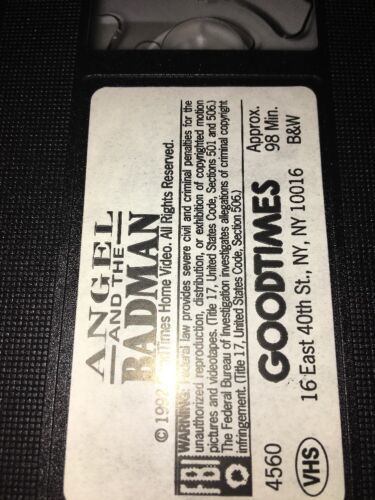 ANGEL
AND THE
BADMAN
© 1992 GoodTimes Home Video. All Rights Reserved.
FBI
WARNING: Federal law provides severe civil and criminal penalties for the
unauthorized reproduction, distribution, or exhibition of copyrighted motion
pictures and videotapes. (Title 17, United States Code, Sections 501 and 506.)
The Federal Bureau of Investigation investigates allegations of criminal copyright
infringement. (Title 17, United States Code, Section 506.)
4560
GOODTIMES
Approx.
98 Min.
VHS
16 East 40th St., NY, NY 10016
B&W